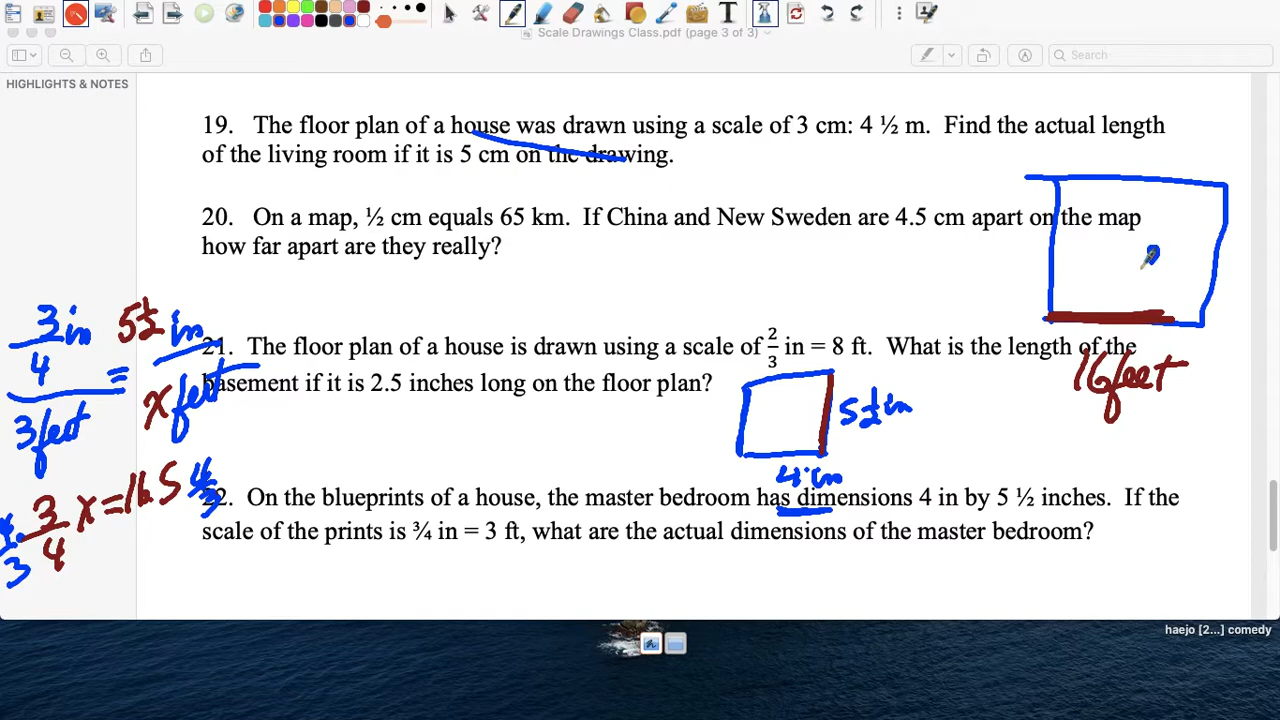 Scale Drawings Class.pdf (page 3 of 3)
Search
HIGHLIGHTS & NOTES
19. The floor plan of a house was drawn using a scale of 3 cm: 4 ½ m. Find the actual length
of the living room if it is 5 cm on the drawing.
20. On a map, ½ cm equals 65 km. If China and New Sweden are 4.5 cm apart on the map
how far apart are they really?
3 in 5 1/2 in
4
=
3 feet x feet
21. The floor plan of a house is drawn using a scale of 2/3 in = 8 ft. What is the length of the
basement if it is 2.5 inches long on the floor plan?
16 feet
5 1/2 in
4 in
4/3 · 3/4 x = 16.5 4/3
22. On the blueprints of a house, the master bedroom has dimensions 4 in by 5 ½ inches. If the
scale of the prints is ¾ in = 3 ft, what are the actual dimensions of the master bedroom?
haejo [2...] comedy